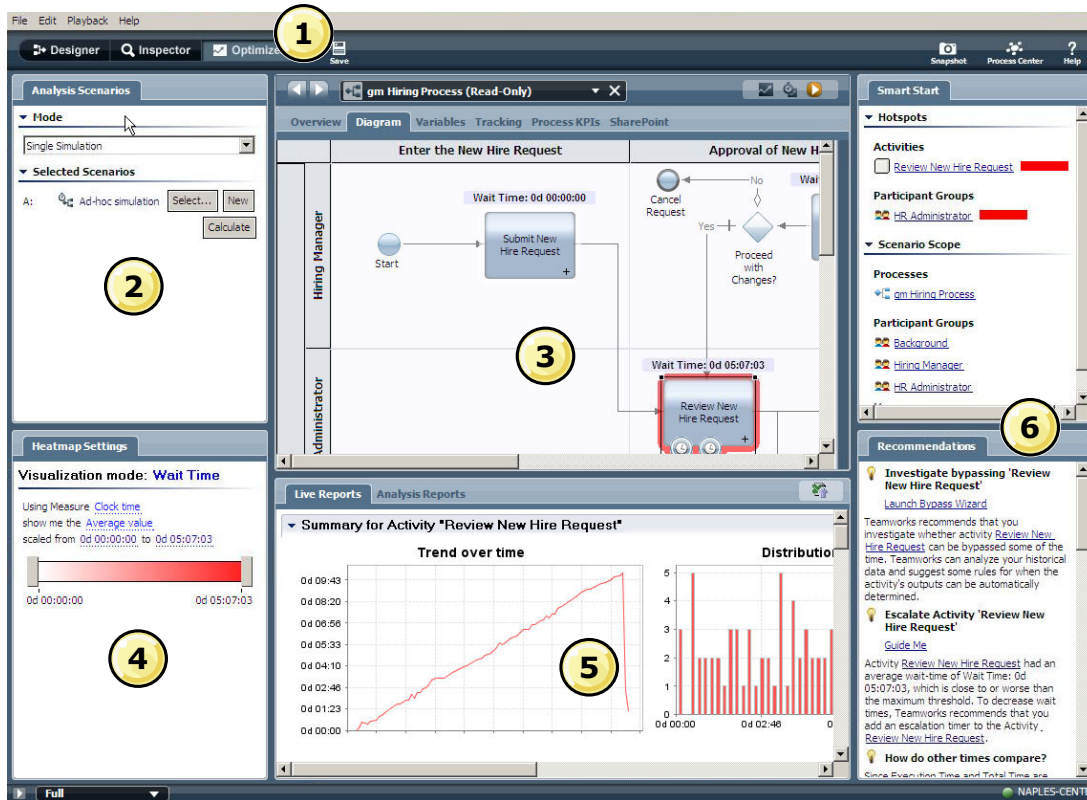 File Edit Playback Help
1
Designer Inspector Optimize
Save
Snapshot Process Center Help
Analysis Scenarios
Mode
Single Simulation
Selected Scenarios
A: Ad-hoc simulation Select... New
Calculate
2
gm Hiring Process (Read-Only)
Overview Diagram Variables Tracking Process KPIs SharePoint
Enter the New Hire Request
Approval of New H
Hiring Manager
Wait Time: 0d 00:00:00
Start
Submit New
Hire Request
Cancel
Request
No
Wai
Yes
Proceed
with
Changes?
3
Administrator
Wait Time: 0d 05:07:03
Review New
Hire Request
Smart Start
Hotspots
Activities
Review New Hire Request
Participant Groups
HR Administrator
Scenario Scope
Processes
gm Hiring Process
Participant Groups
Background
Hiring Manager
HR Administrator
6
Heatmap Settings
Visualization mode: Wait Time
Using Measure Clock time
show me the Average value
scaled from 0d 00:00:00 to 0d 05:07:03
0d 00:00:00 0d 05:07:03
4
Live Reports Analysis Reports
Summary for Activity "Review New Hire Request"
Trend over time
0d 09:43
0d 08:20
0d 06:56
0d 05:33
0d 04:10
0d 02:46
0d 01:23
0d 00:00
5
Distribution
5
4
3
2
1
0
0d 00:00 0d 02:46 0
Recommendations
Investigate bypassing 'Review
New Hire Request'
Launch Bypass Wizard
Teamworks recommends that you
investigate whether activity Review New
Hire Request can be bypassed some of the
time. Teamworks can analyze your historical
data and suggest some rules for when the
activity's outputs can be automatically
determined.
Escalate Activity 'Review New
Hire Request'
Guide Me
Activity Review New Hire Request had an
average wait-time of Wait Time: 0d
05:07:03, which is close to or worse than
the maximum threshold. To decrease wait
times, Teamworks recommends that you
add an escalation timer to the Activity
Review New Hire Request.
How do other times compare?
Since Execution Time and Total Time are
Full
NAPLES-CENT